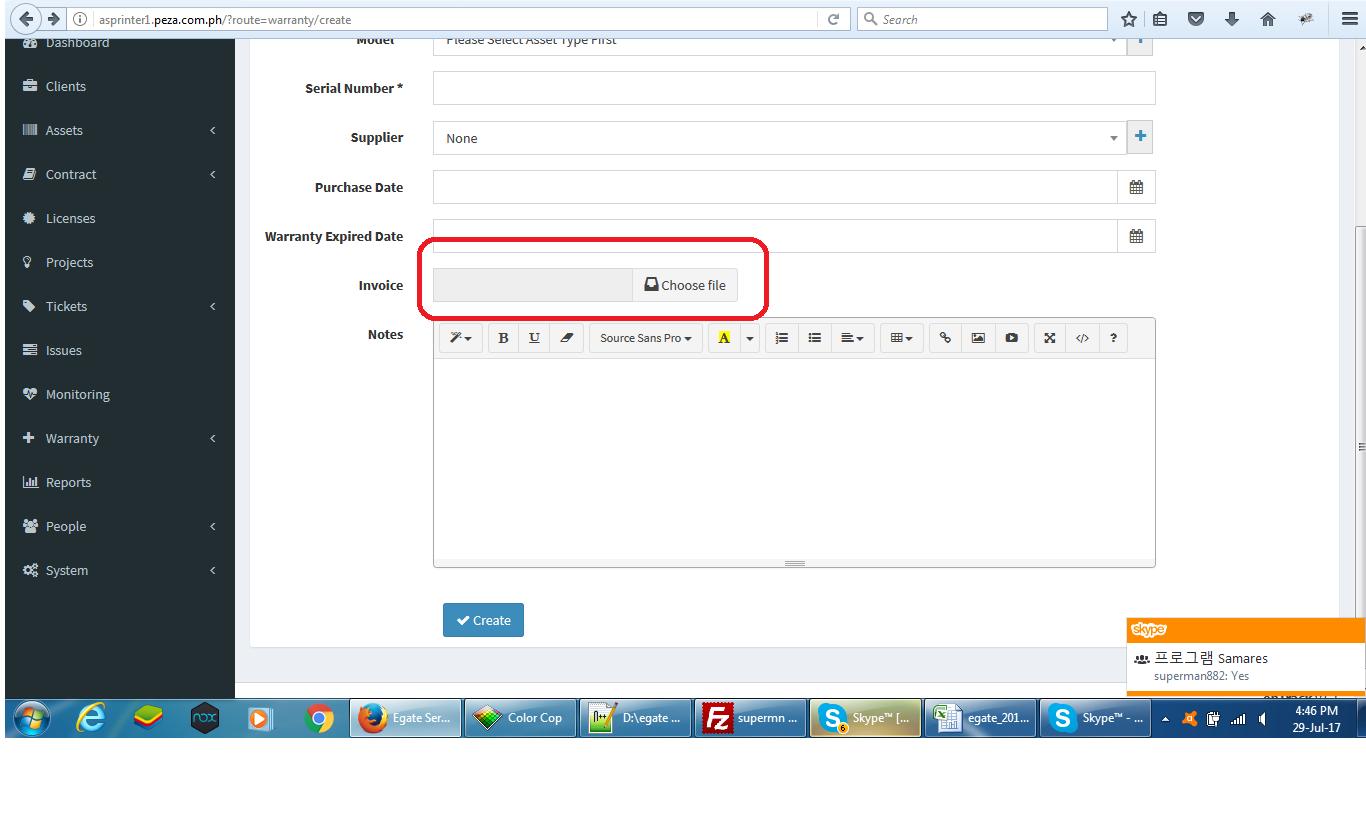 asprinter1.peza.com.ph/?route=warranty/create
Search
Dashboard
Clients
Assets
Contract
Licenses
Projects
Tickets
Issues
Monitoring
Warranty
Reports
People
System
Model
Please Select Asset Type First
Serial Number *
Supplier
None
Purchase Date
Warranty Expired Date
Invoice
Choose file
Notes
B U Source Sans Pro A ?
Create
skype
프로그램 Samares
superman882: Yes
nox
Egate Ser...
Color Cop
D:\egate ...
supermn ...
Skype™ [...
6
egate_201...
Skype™ - ...
4:46 PM
29-Jul-17